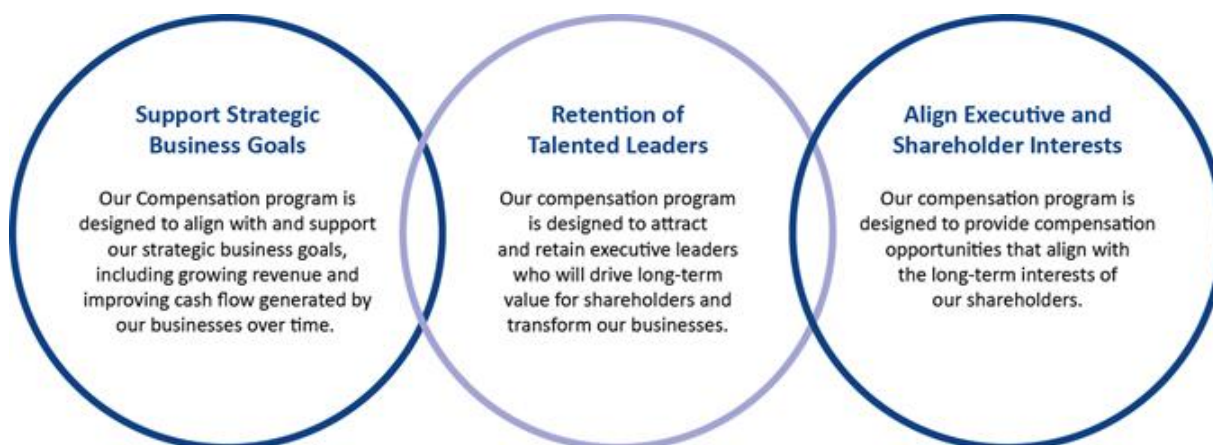 Support Strategic
Business Goals
Our Compensation program is
designed to align with and support
our strategic business goals,
including growing revenue and
improving cash flow generated by
our businesses over time.
Retention of
Talented Leaders
Our compensation program
is designed to attract
and retain executive leaders
who will drive long-term
value for shareholders and
transform our businesses.
Align Executive and
Shareholder Interests
Our compensation program is
designed to provide compensation
opportunities that align with
the long-term interests of
our shareholders.